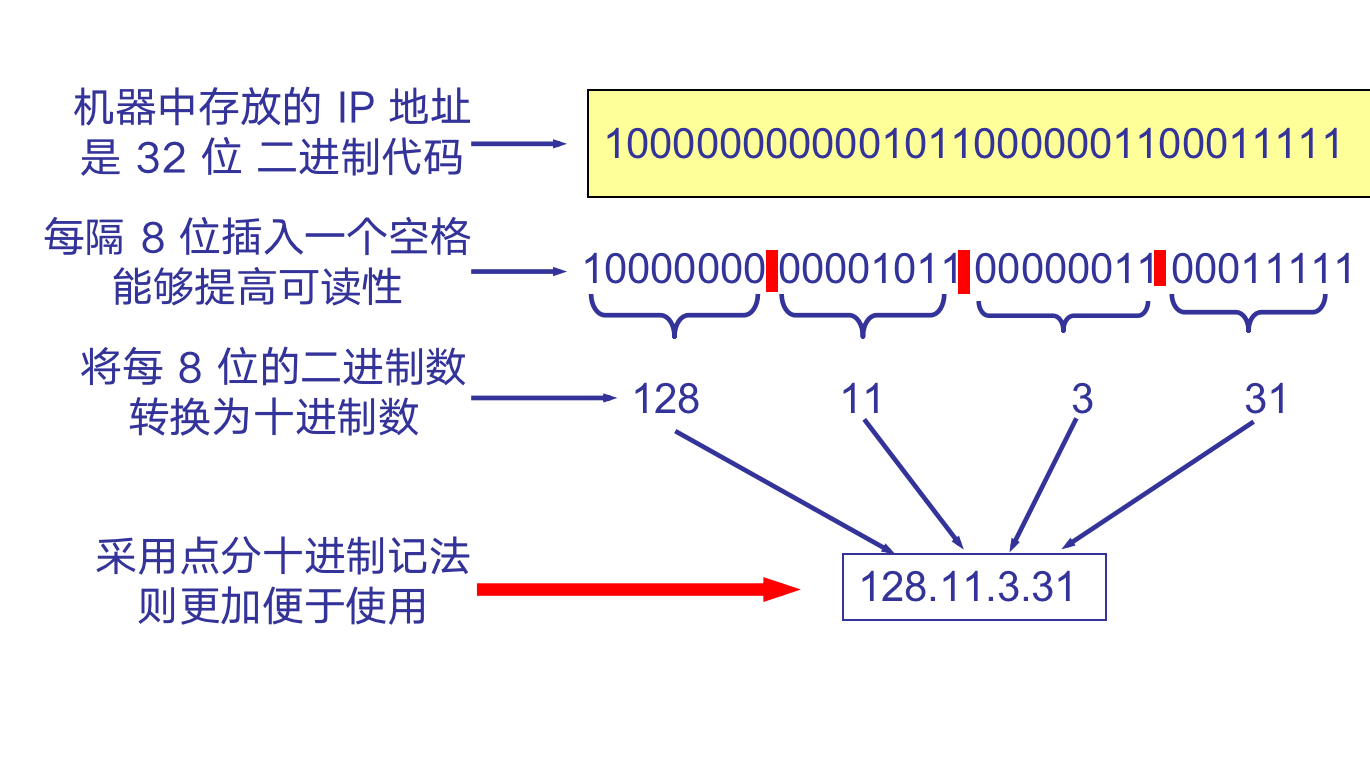 机器中存放的 IP 地址
是 32 位 二进制代码
10000000000010110000001100011111
每隔 8 位插入一个空格
能够提高可读性
10000000 00001011 00000011 00011111
将每 8 位的二进制数
转换为十进制数
128 11 3 31
采用点分十进制记法
则更加便于使用
128.11.3.31